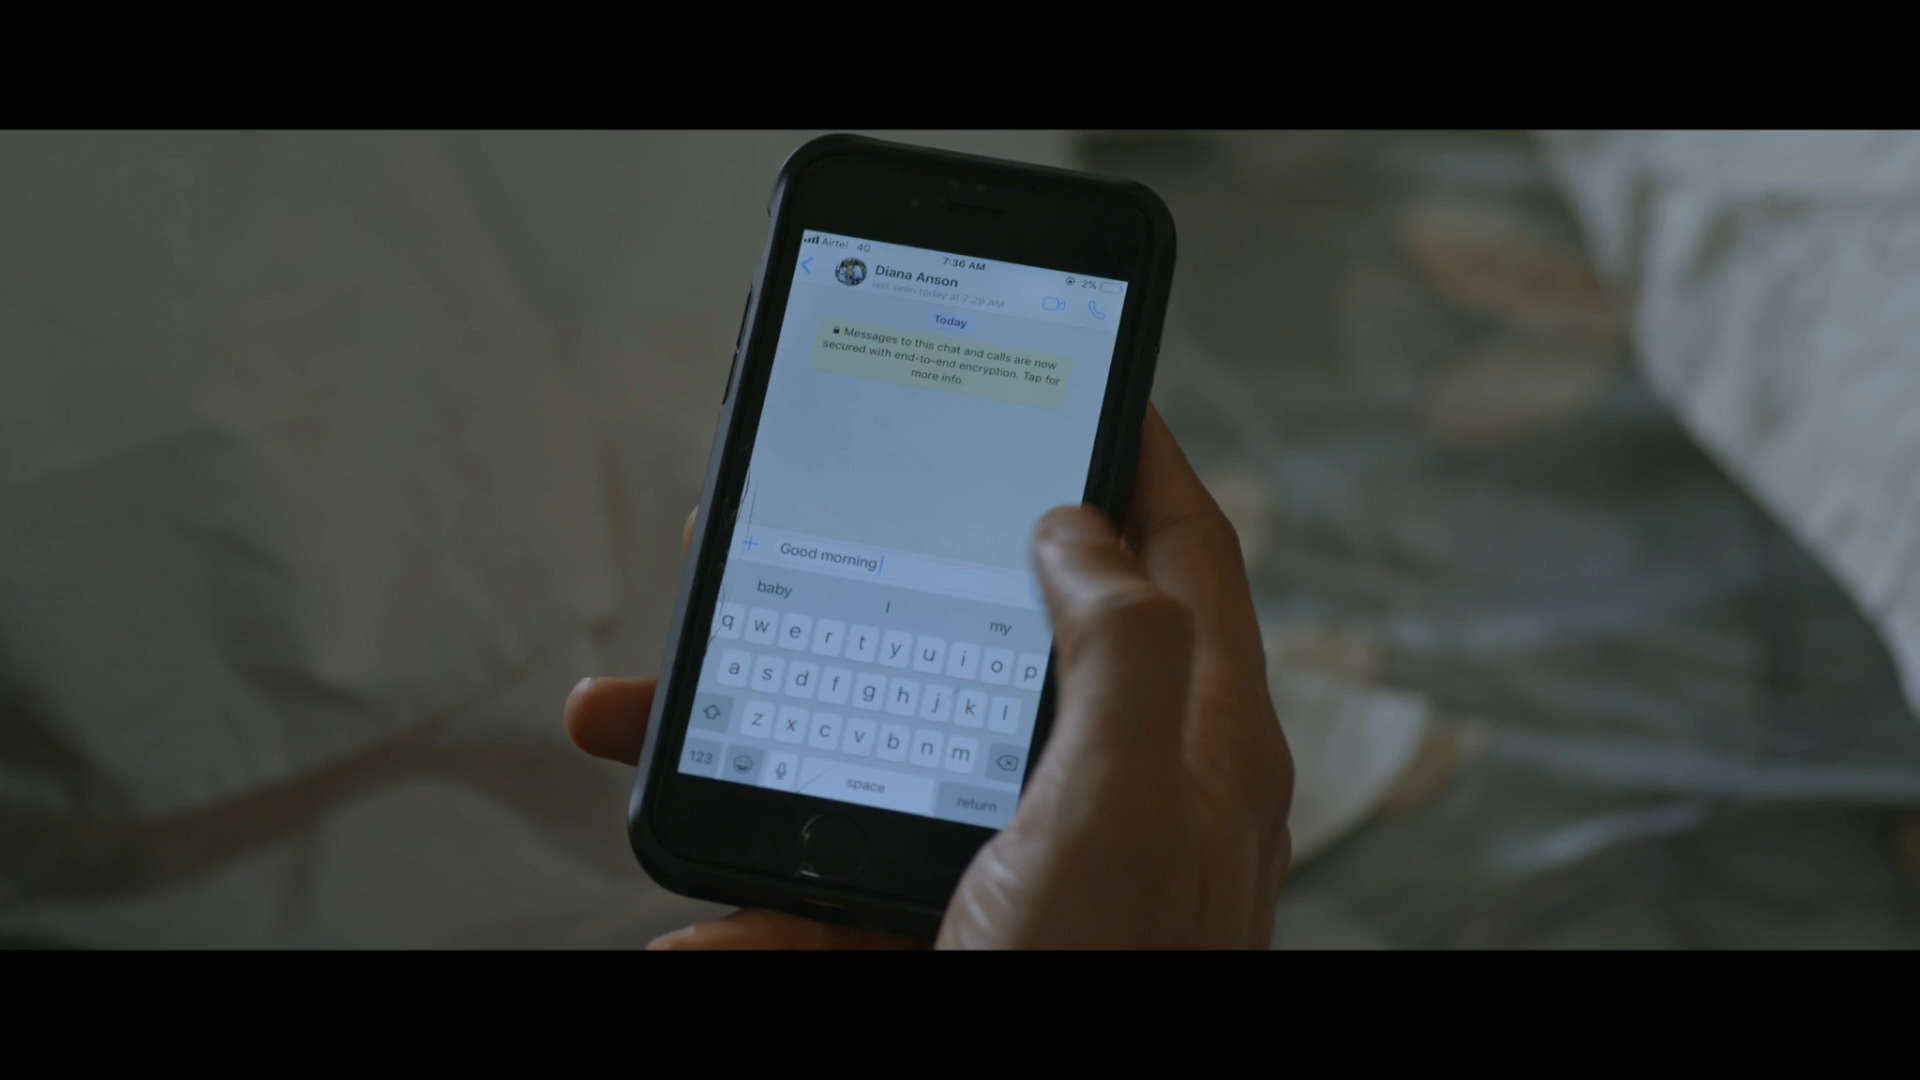 Airtel 4G
7:36 AM
2%
Diana Anson
last seen today at 7:29 AM
Today
Messages to this chat and calls are now
secured with end-to-end encryption. Tap for
more info.
Good morning
baby I my
q w e r t y u i o p
a s d f g h j k l
z x c v b n m
123 space return